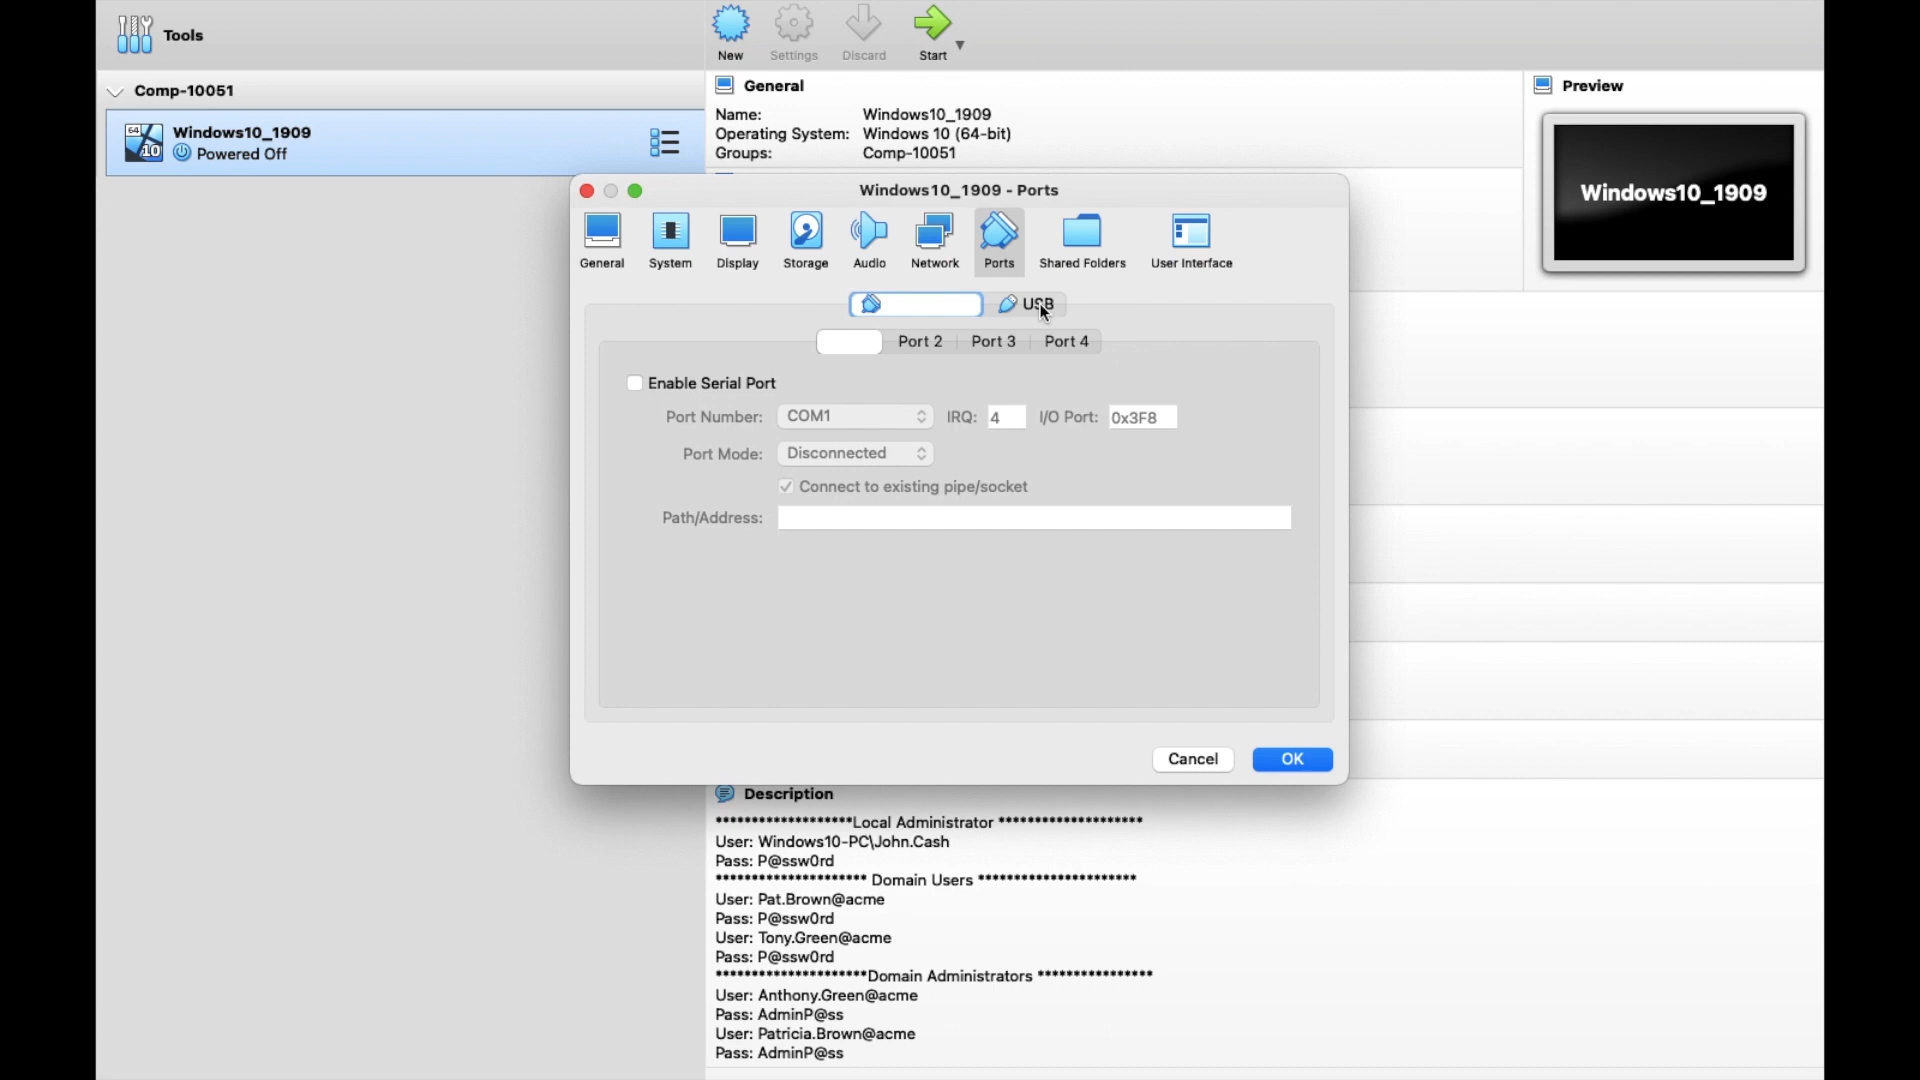 Tools
New
Settings
Discard
Start
Comp-10051
64
10
Windows10_1909
Powered Off
General
Name: Windows10_1909
Operating System: Windows 10 (64-bit)
Groups: Comp-10051
Preview
Windows10_1909
Windows10_1909 - Ports
General
System
Display
Storage
Audio
Network
Ports
Shared Folders
User Interface
USB
Port 2
Port 3
Port 4
Enable Serial Port
Port Number: COM1 IRQ: 4 I/O Port: 0x3F8
Port Mode: Disconnected
Connect to existing pipe/socket
Path/Address:
Cancel
OK
Description
*******************Local Administrator ********************
User: Windows10-PC\John.Cash
Pass: P@ssw0rd
********************* Domain Users **********************
User: Pat.Brown@acme
Pass: P@ssw0rd
User: Tony.Green@acme
Pass: P@ssw0rd
*********************Domain Administrators ****************
User: Anthony.Green@acme
Pass: AdminP@ss
User: Patricia.Brown@acme
Pass: AdminP@ss